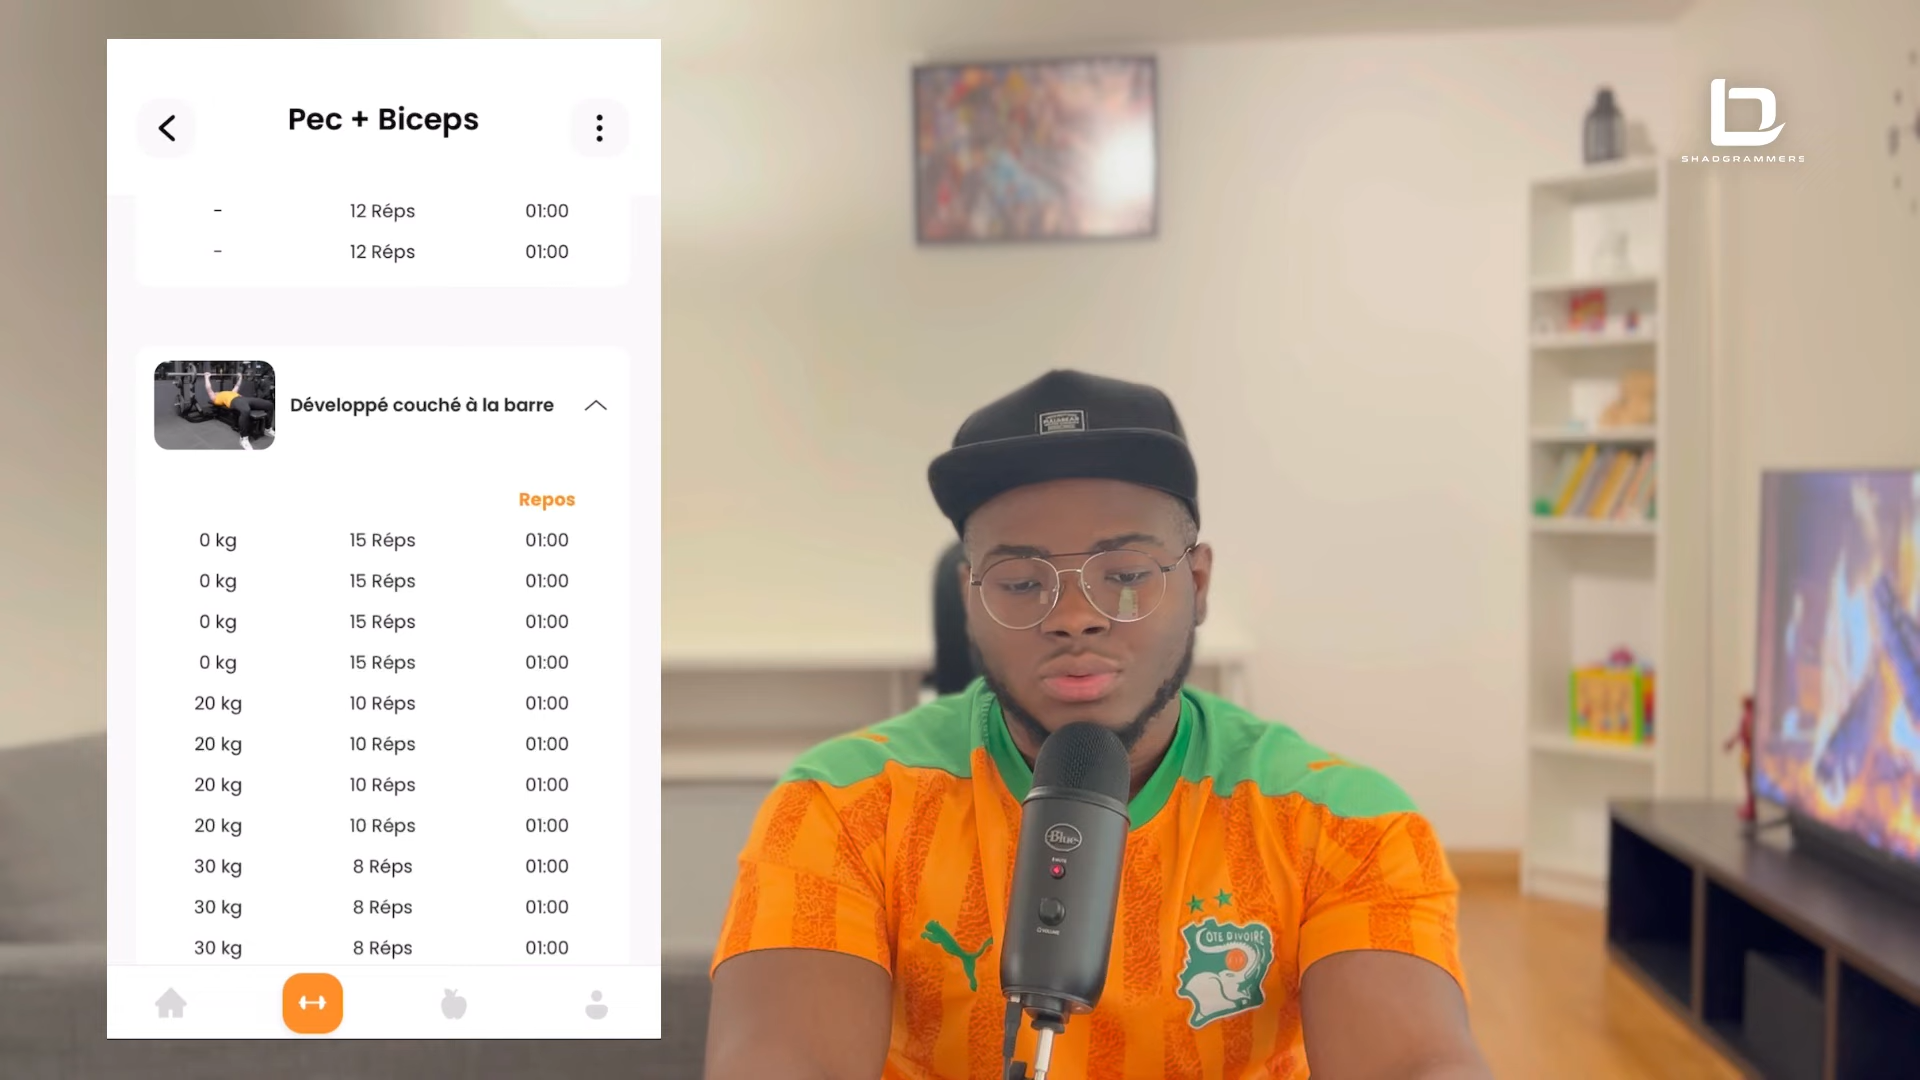 Pec + Biceps
- 12 Réps 01:00
- 12 Réps 01:00
Développé couché à la barre
Repos
0 kg 15 Réps 01:00
0 kg 15 Réps 01:00
0 kg 15 Réps 01:00
0 kg 15 Réps 01:00
20 kg 10 Réps 01:00
20 kg 10 Réps 01:00
20 kg 10 Réps 01:00
20 kg 10 Réps 01:00
30 kg 8 Réps 01:00
30 kg 8 Réps 01:00
30 kg 8 Réps 01:00
SHADGRAMMERS
Blue
VOLUME
CÔTE D'IVOIRE